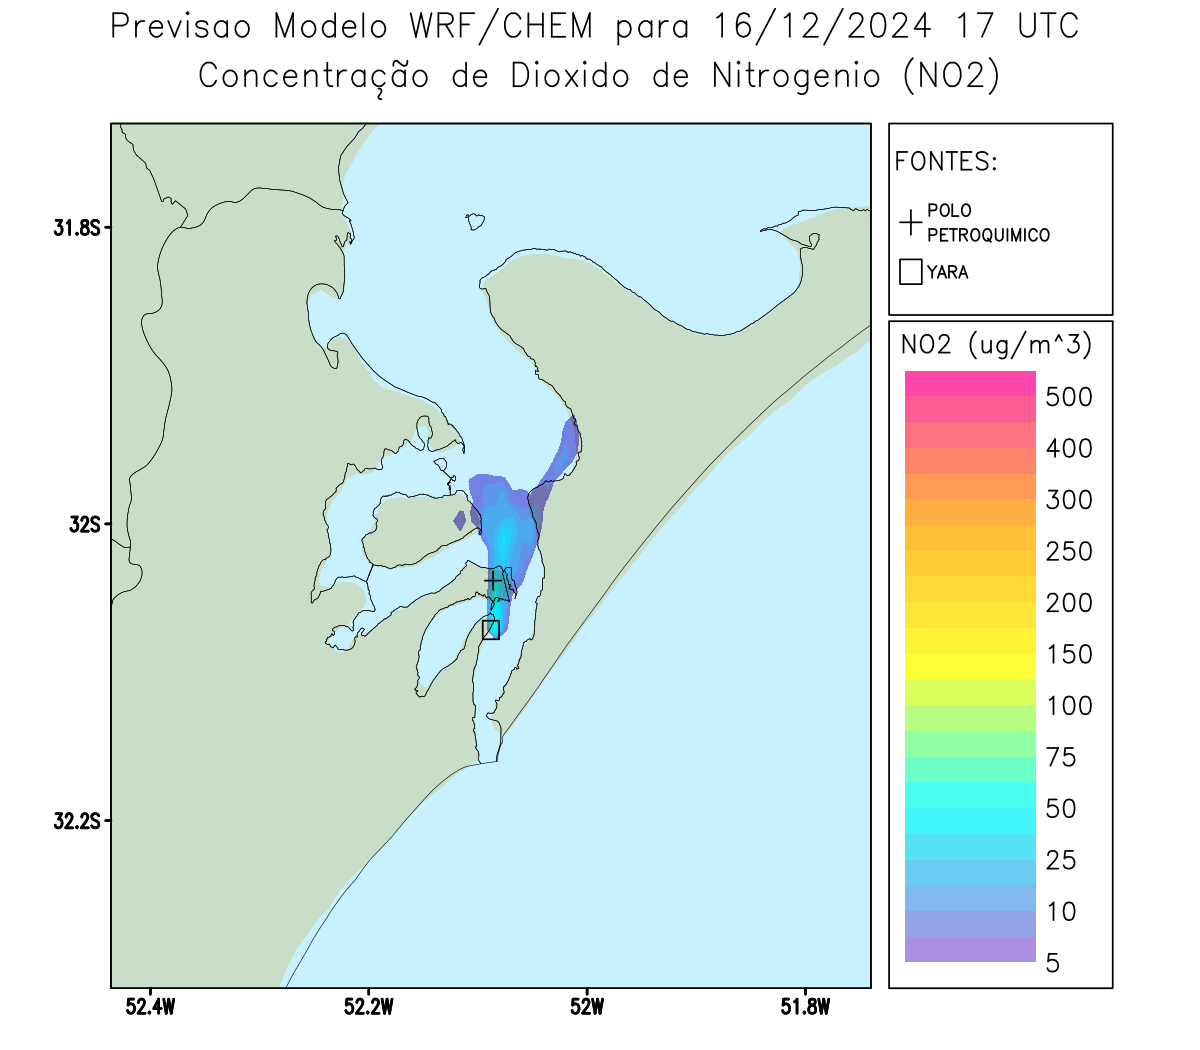 Previsao Modelo WRF/CHEM para 16/12/2024 17 UTC
Concentração de Dioxido de Nitrogenio (NO2)
FONTES:
POLO
PETROQUIMICO
YARA
NO2 (ug/m^3)
500
400
300
250
200
150
100
75
50
25
10
5
31.8S
32S
32.2S
52.4W
52.2W
52W
51.8W